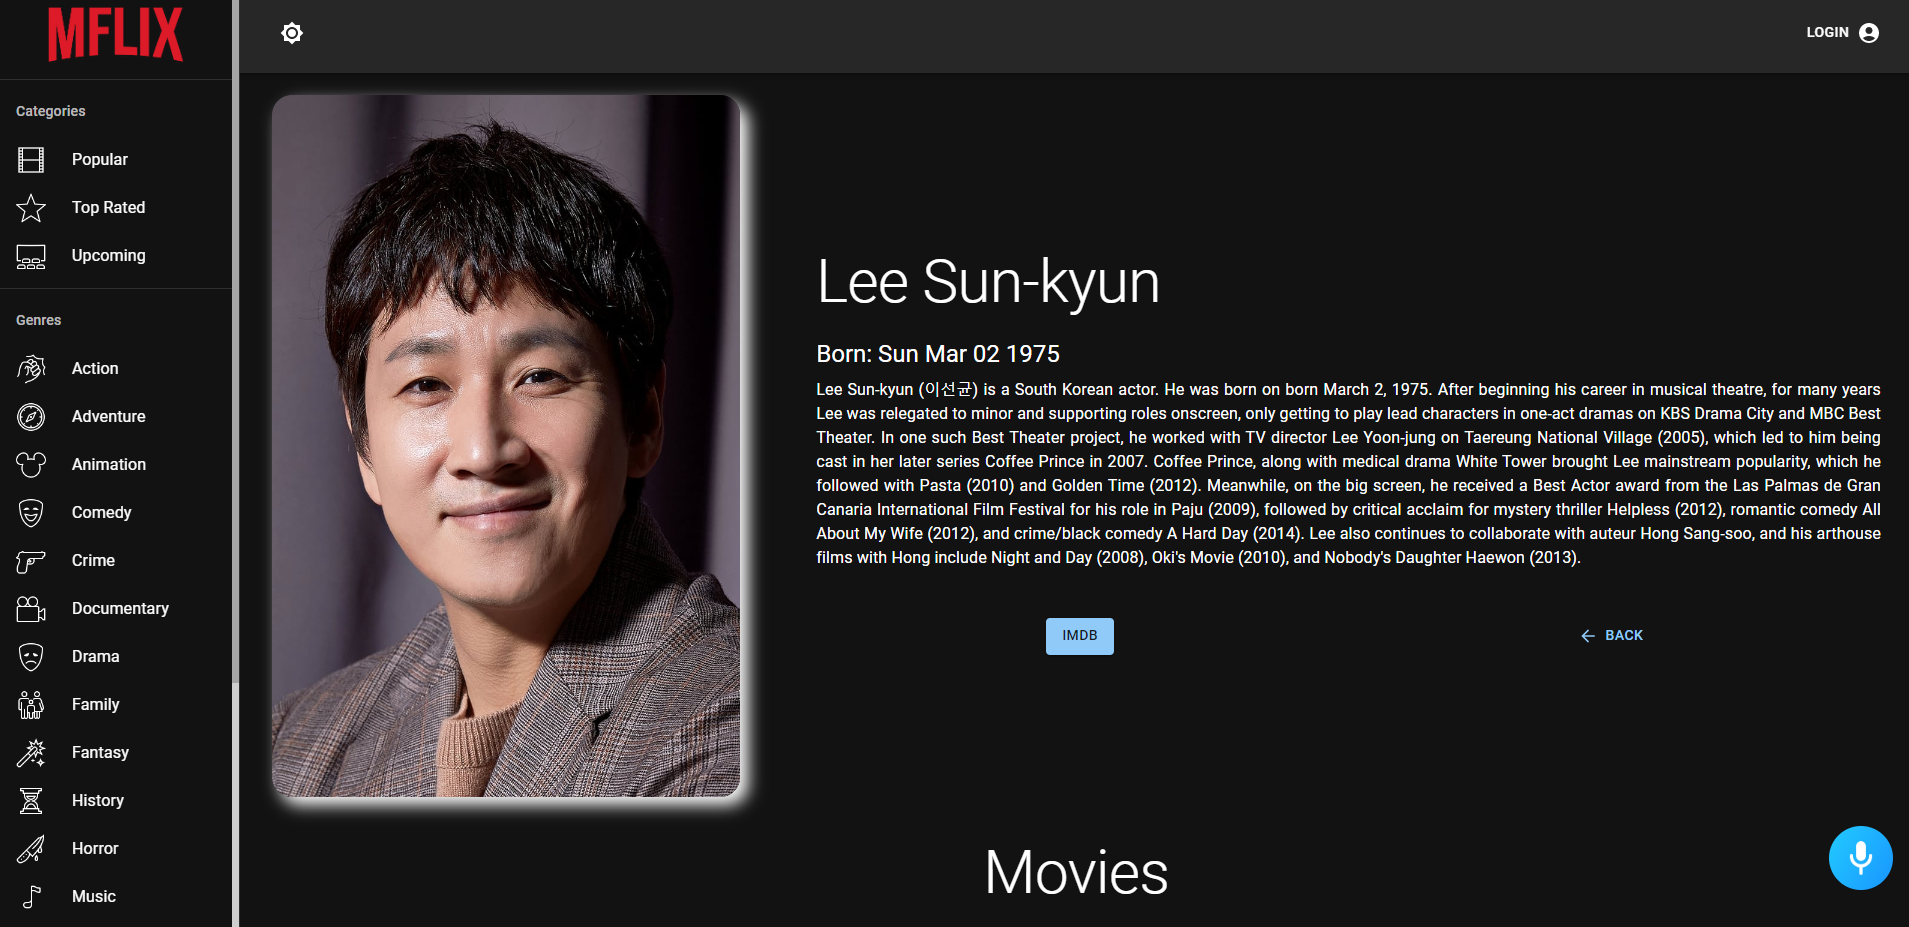 MFLIX
LOGIN
Categories
Popular
Top Rated
Upcoming
Genres
Action
Adventure
Animation
Comedy
Crime
Documentary
Drama
Family
Fantasy
History
Horror
Music
Lee Sun-kyun
Born: Sun Mar 02 1975
Lee Sun-kyun (이선균) is a South Korean actor. He was born on born March 2, 1975. After beginning his career in musical theatre, for many years
Lee was relegated to minor and supporting roles onscreen, only getting to play lead characters in one-act dramas on KBS Drama City and MBC Best
Theater. In one such Best Theater project, he worked with TV director Lee Yoon-jung on Taereung National Village (2005), which led to him being
cast in her later series Coffee Prince in 2007. Coffee Prince, along with medical drama White Tower brought Lee mainstream popularity, which he
followed with Pasta (2010) and Golden Time (2012). Meanwhile, on the big screen, he received a Best Actor award from the Las Palmas de Gran
Canaria International Film Festival for his role in Paju (2009), followed by critical acclaim for mystery thriller Helpless (2012), romantic comedy All
About My Wife (2012), and crime/black comedy A Hard Day (2014). Lee also continues to collaborate with auteur Hong Sang-soo, and his arthouse
films with Hong include Night and Day (2008), Oki's Movie (2010), and Nobody's Daughter Haewon (2013).
IMDB
BACK
Movies